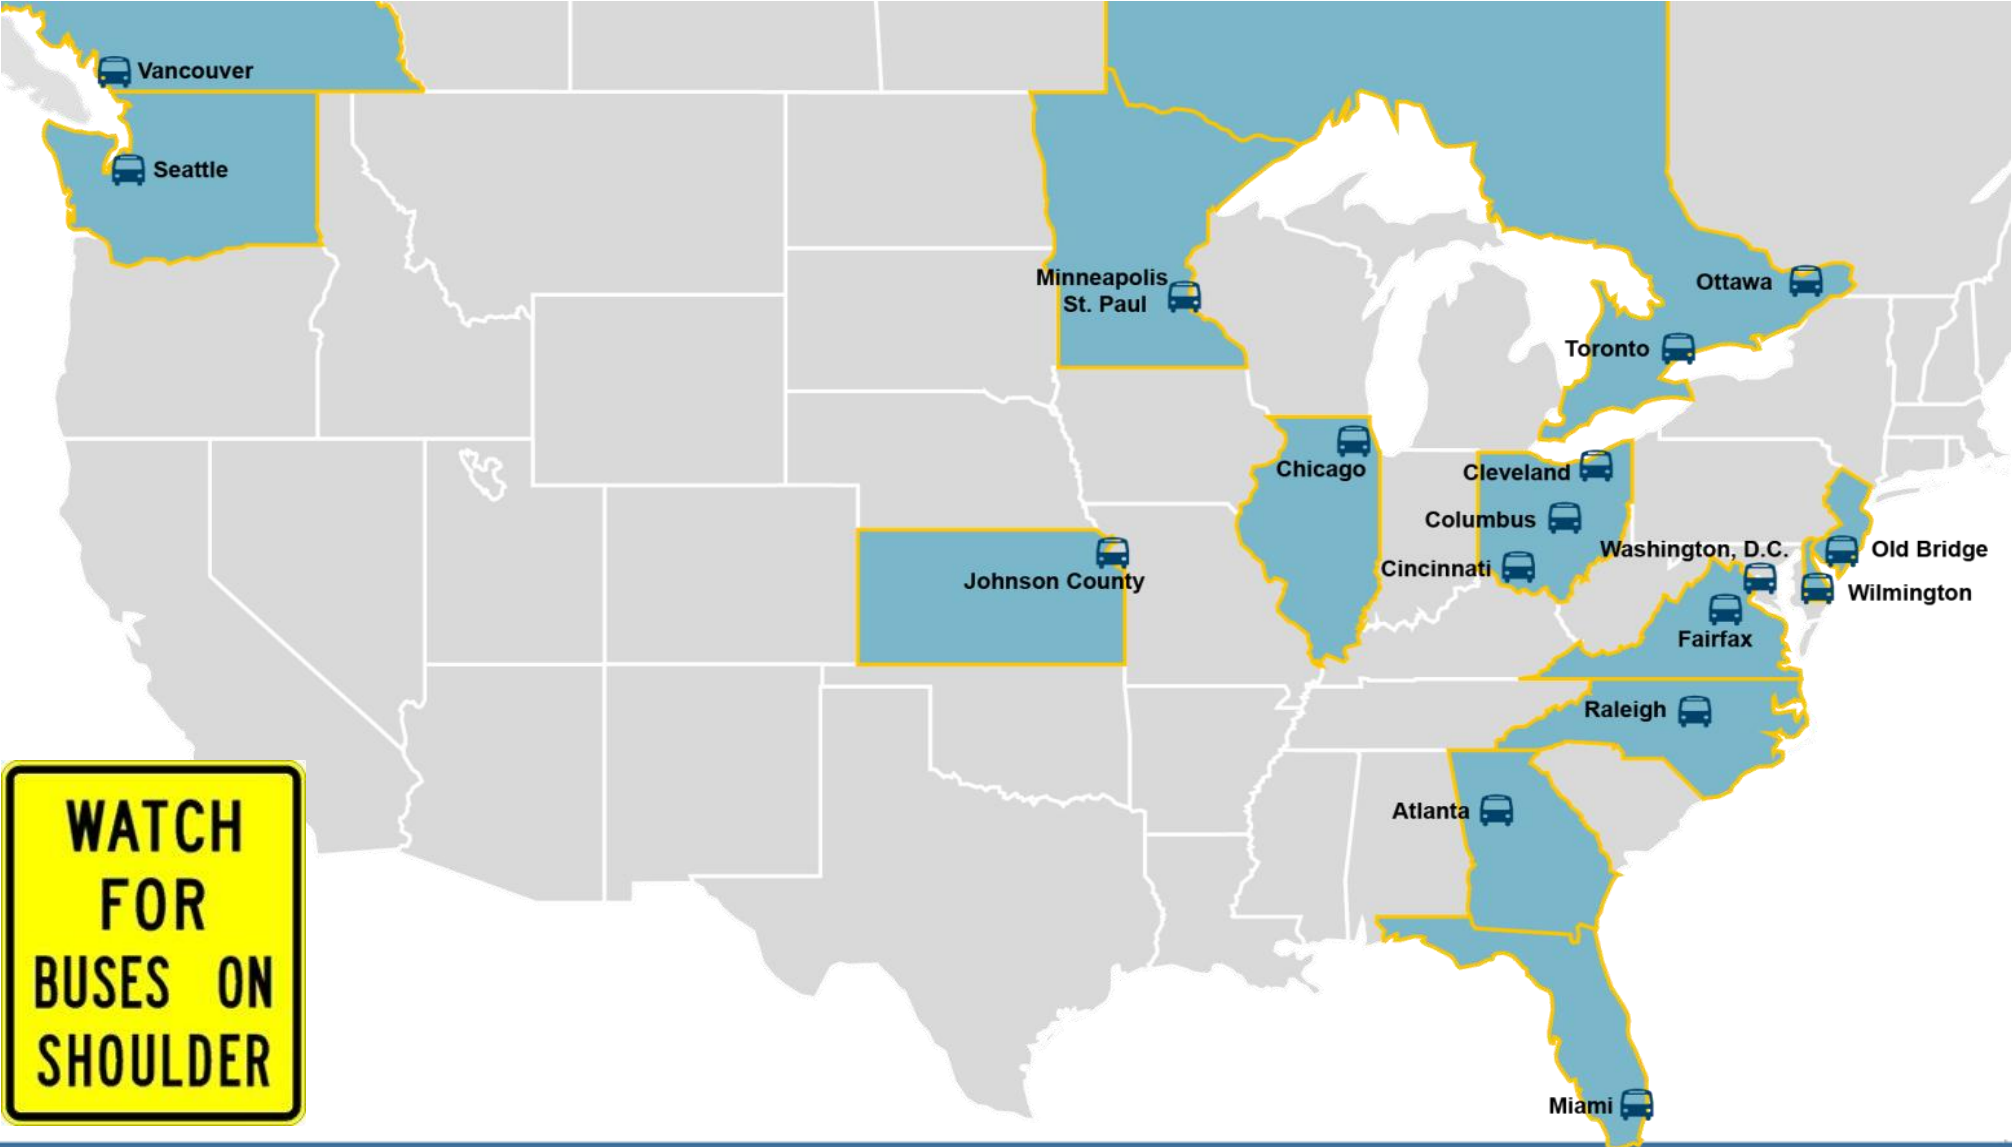 Vancouver
Seattle
Minneapolis
St. Paul
Ottawa
Toronto
Chicago
Cleveland
Columbus
Cincinnati
Washington, D.C.
Old Bridge
Wilmington
Johnson County
Fairfax
Raleigh
Atlanta
Miami
WATCH
FOR
BUSES ON
SHOULDER